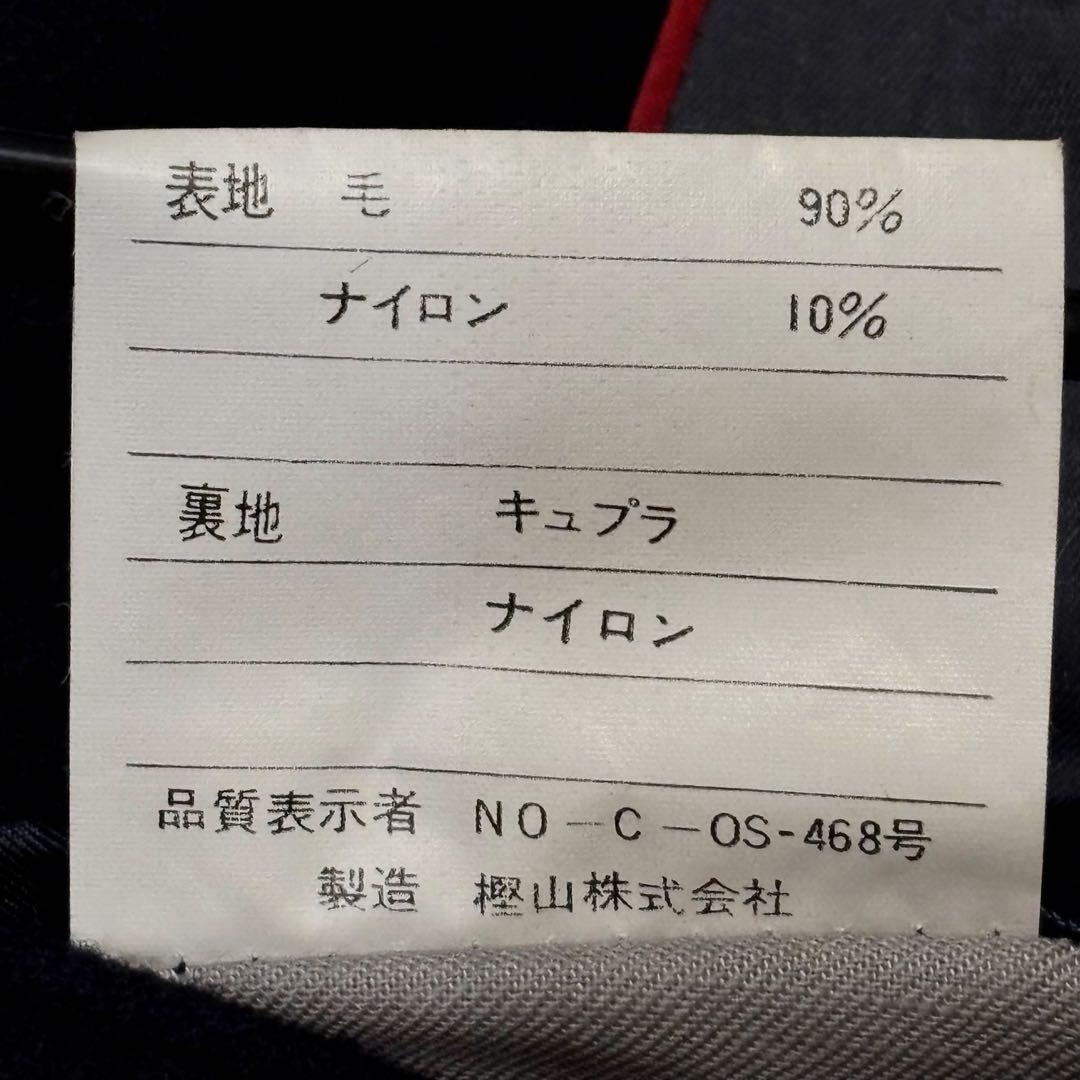 表地 毛 90%
ナイロン 10%
裏地 キュプラ
ナイロン
品質表示者 NO-C-OS-468号
製造 樫山株式会社